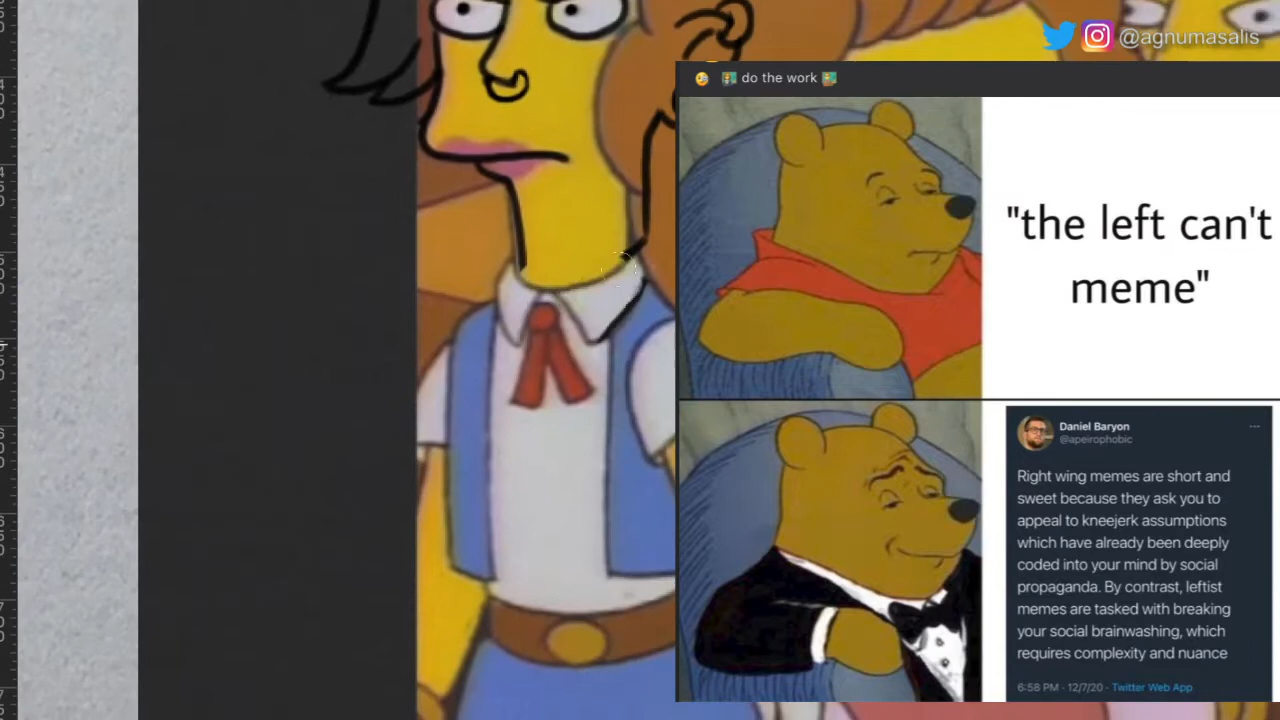 @agnumasalis
do the work
"the left can't
meme"
Daniel Baryon
@apeirophobic
Right wing memes are short and
sweet because they ask you to
appeal to kneejerk assumptions
which have already been deeply
coded into your mind by social
propaganda. By contrast, leftist
memes are tasked with breaking
your social brainwashing, which
requires complexity and nuance
6:58 PM · 12/7/20 · Twitter Web App